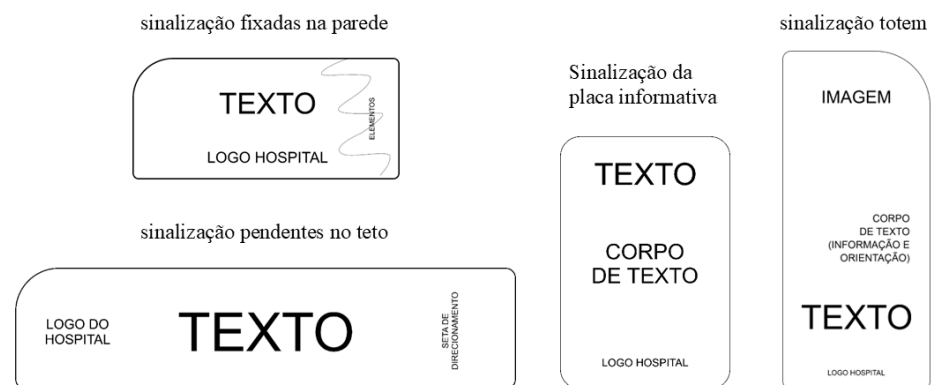 sinalização fixadas na parede
TEXTO
ELEMENTOS
LOGO HOSPITAL
sinalização pendentes no teto
LOGO DO
HOSPITAL
TEXTO
SETA DE
DIRECIONAMENTO
Sinalização da
placa informativa
TEXTO
CORPO
DE TEXTO
LOGO HOSPITAL
sinalização totem
IMAGEM
CORPO
DE TEXTO
(INFORMAÇÃO E
ORIENTAÇÃO)
TEXTO
LOGO HOSPITAL